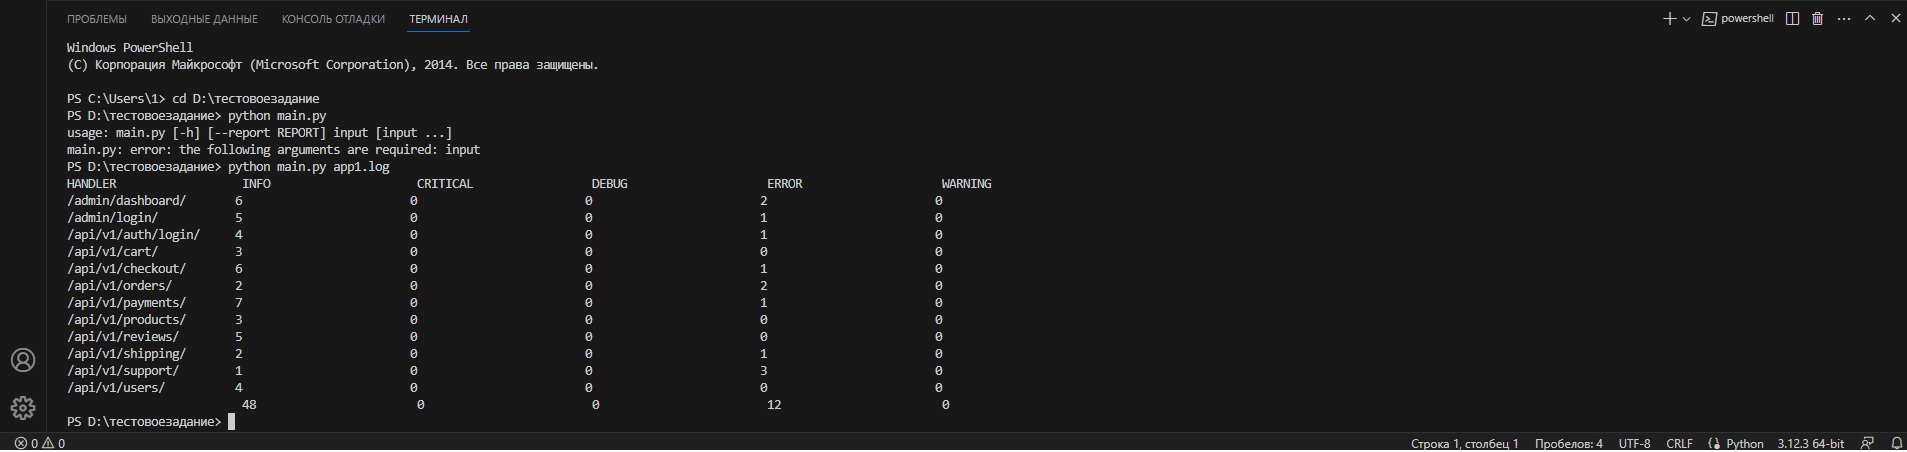 ПРОБЛЕМЫ ВЫХОДНЫЕ ДАННЫЕ КОНСОЛЬ ОТЛАДКИ ТЕРМИНАЛ powershell
Windows PowerShell
(C) Корпорация Майкрософт (Microsoft Corporation), 2014. Все права защищены.
PS C:\Users\1> cd D:\тестовоезадание
PS D:\тестовоезадание> python main.py
usage: main.py [-h] [--report REPORT] input [input ...]
main.py: error: the following arguments are required: input
PS D:\тестовоезадание> python main.py app1.log
HANDLER INFO CRITICAL DEBUG ERROR WARNING
/admin/dashboard/ 6 0 0 2 0
/admin/login/ 5 0 0 1 0
/api/v1/auth/login/ 4 0 0 1 0
/api/v1/cart/ 3 0 0 0 0
/api/v1/checkout/ 6 0 0 1 0
/api/v1/orders/ 2 0 0 2 0
/api/v1/payments/ 7 0 0 1 0
/api/v1/products/ 3 0 0 0 0
/api/v1/reviews/ 5 0 0 0 0
/api/v1/shipping/ 2 0 0 1 0
/api/v1/support/ 1 0 0 3 0
/api/v1/users/ 4 0 0 0 0
48 0 0 12 0
PS D:\тестовоезадание>
0 0 Строка 1, столбец 1 Пробелов: 4 UTF-8 CRLF Python 3.12.3 64-bit